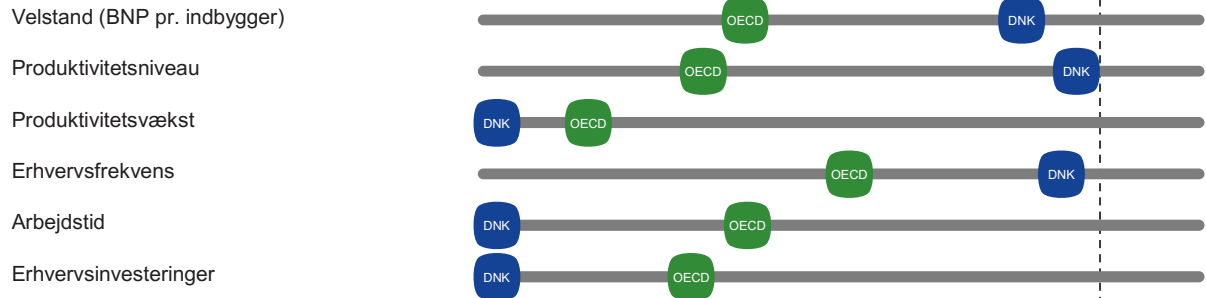 Velstand (BNP pr. indbygger) OECD DNK
Produktivitetsniveau OECD DNK
Produktivitetsvækst DNK OECD
Erhvervsfrekvens OECD DNK
Arbejdstid DNK OECD
Erhvervsinvesteringer DNK OECD